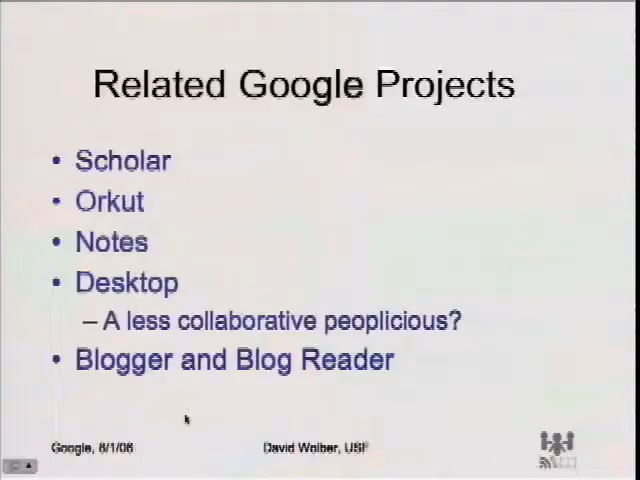 Related Google Projects
• Scholar
• Orkut
• Notes
• Desktop
– A less collaborative peoplicious?
• Blogger and Blog Reader
Google, 8/1/06
David Wolber, USF